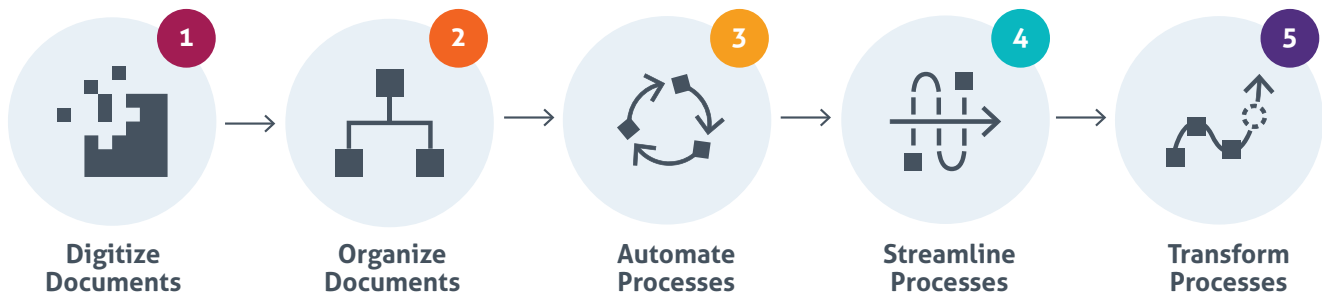 1
2
3
4
5
Digitize
Documents
Organize
Documents
Automate
Processes
Streamline
Processes
Transform
Processes